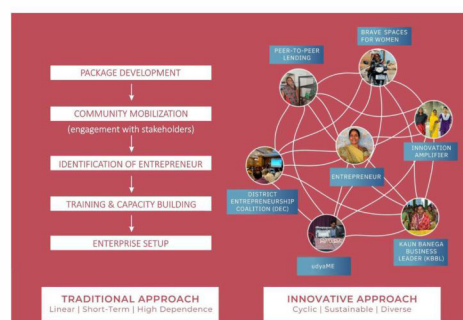 PACKAGE DEVELOPMENT
COMMUNITY MOBILIZATION
(engagement with stakeholders)
IDENTIFICATION OF ENTREPRENEUR
TRAINING & CAPACITY BUILDING
ENTERPRISE SETUP
TRADITIONAL APPROACH
Linear | Short-Term | High Dependence
BRAVE SPACES
FOR WOMEN
PEER-TO-PEER
LENDING
INNOVATION
AMPLIFIER
ENTREPRENEUR
DISTRICT
ENTREPRENEURSHIP
COALITION (DEC)
KAUN BANEGA
BUSINESS
LEADER (KBBL)
udyaME
INNOVATIVE APPROACH
Cyclic | Sustainable | Diverse